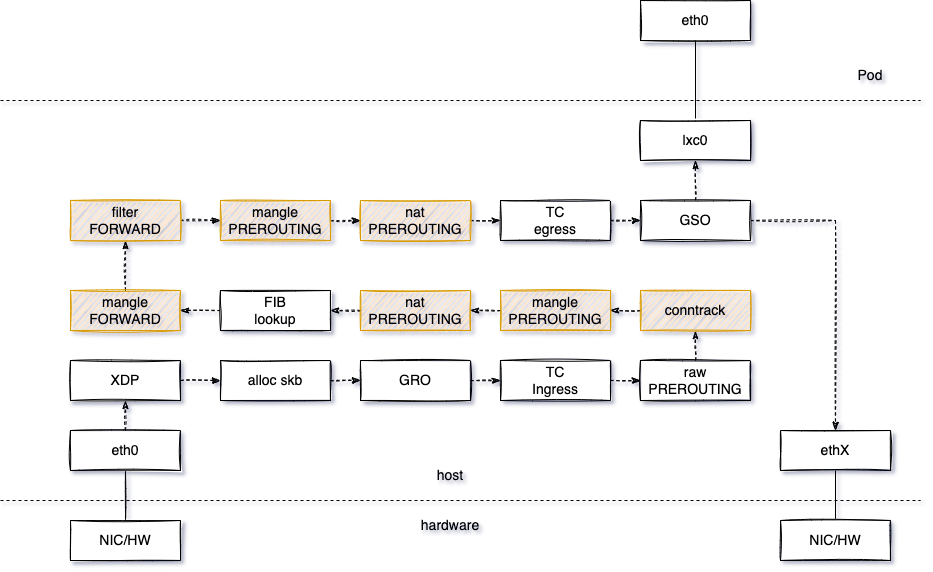 eth0
Pod
lxc0
filter
FORWARD
mangle
PREROUTING
nat
PREROUTING
TC
egress
GSO
mangle
FORWARD
FIB
lookup
nat
PREROUTING
mangle
PREROUTING
conntrack
XDP
alloc skb
GRO
TC
Ingress
raw
PREROUTING
eth0
ethX
host
hardware
NIC/HW
NIC/HW